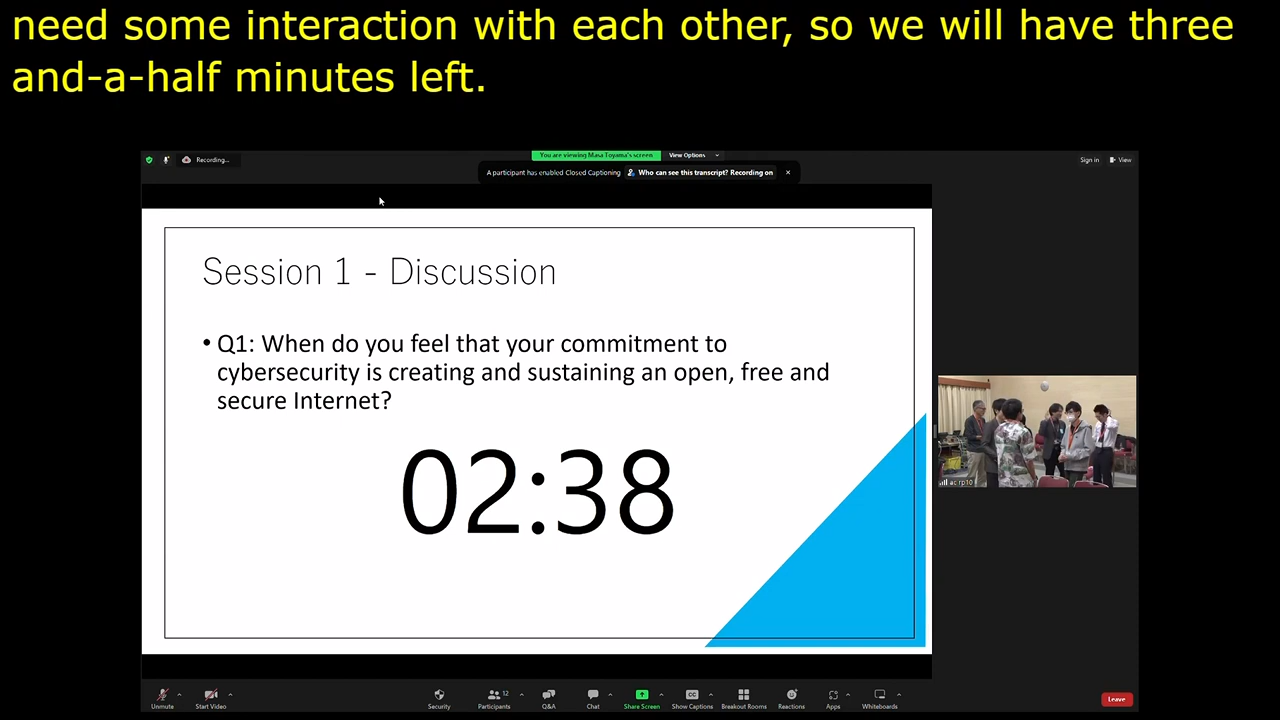 need some interaction with each other, so we will have three
and-a-half minutes left.
Recording...
You are viewing Maua Toyama's screen
View Options
Sign in
View
A participant has enabled Closed Captioning
Who can see this transcript? Recording on
Session 1 - Discussion
• Q1: When do you feel that your commitment to
cybersecurity is creating and sustaining an open, free and
secure Internet?
02:38
Unmute
Start Video
Security
Participants
12
Q&A
Chat
Share Screen
CC
Show Captions
Breakout Rooms
Reactions
Apps
Whiteboards
Leave